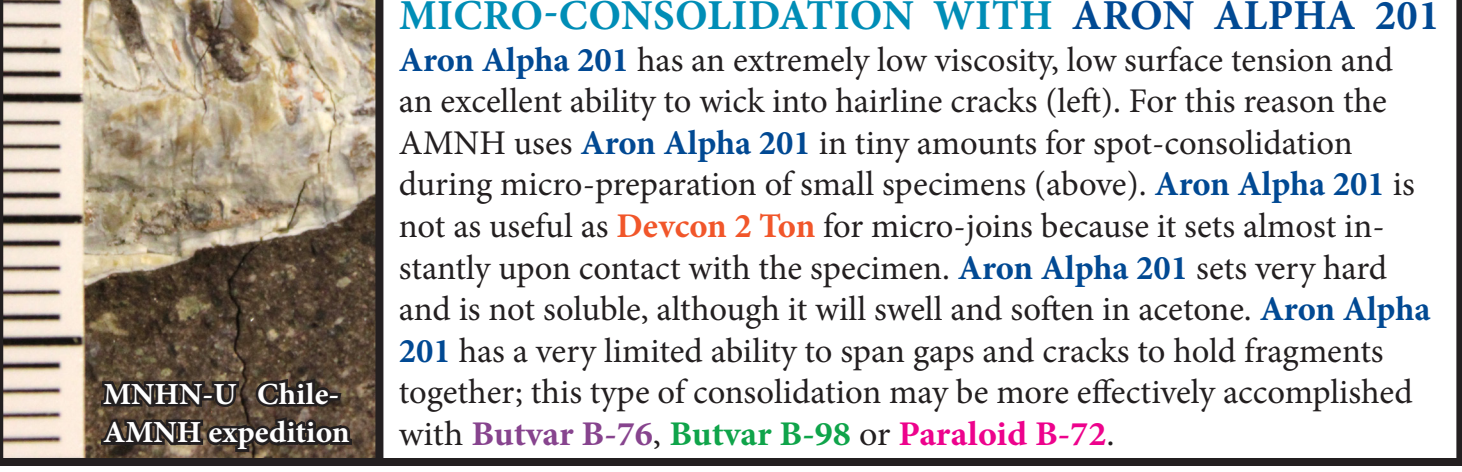 MICRO-CONSOLIDATION WITH ARON ALPHA 201
Aron Alpha 201 has an extremely low viscosity, low surface tension and
an excellent ability to wick into hairline cracks (left). For this reason the
AMNH uses Aron Alpha 201 in tiny amounts for spot-consolidation
during micro-preparation of small specimens (above). Aron Alpha 201 is
not as useful as Devcon 2 Ton for micro-joins because it sets almost in-
stantly upon contact with the specimen. Aron Alpha 201 sets very hard
and is not soluble, although it will swell and soften in acetone. Aron Alpha
201 has a very limited ability to span gaps and cracks to hold fragments
together; this type of consolidation may be more effectively accomplished
with Butvar B-76, Butvar B-98 or Paraloid B-72.
MNHN-U Chile-
AMNH expedition